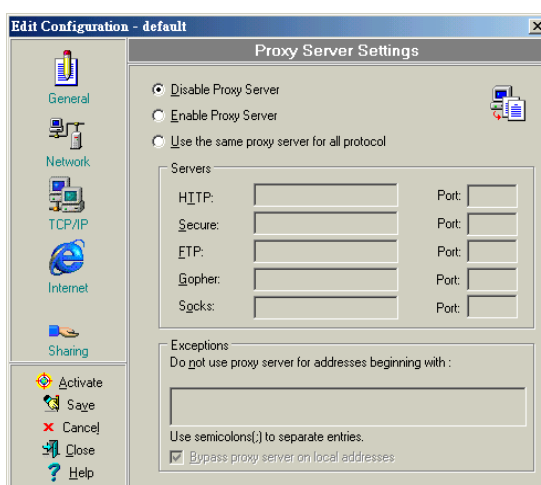 Edit Configuration - default
Proxy Server Settings
General
Network
TCP/IP
Internet
Sharing
Activate
Save
Cancel
Close
Help
Disable Proxy Server
Enable Proxy Server
Use the same proxy server for all protocol
Servers
HTTP: Port:
Secure: Port:
FTP: Port:
Gopher: Port:
Socks: Port:
Exceptions
Do not use proxy server for addresses beginning with :
Use semicolons(;) to separate entries.
Bypass proxy server on local addresses